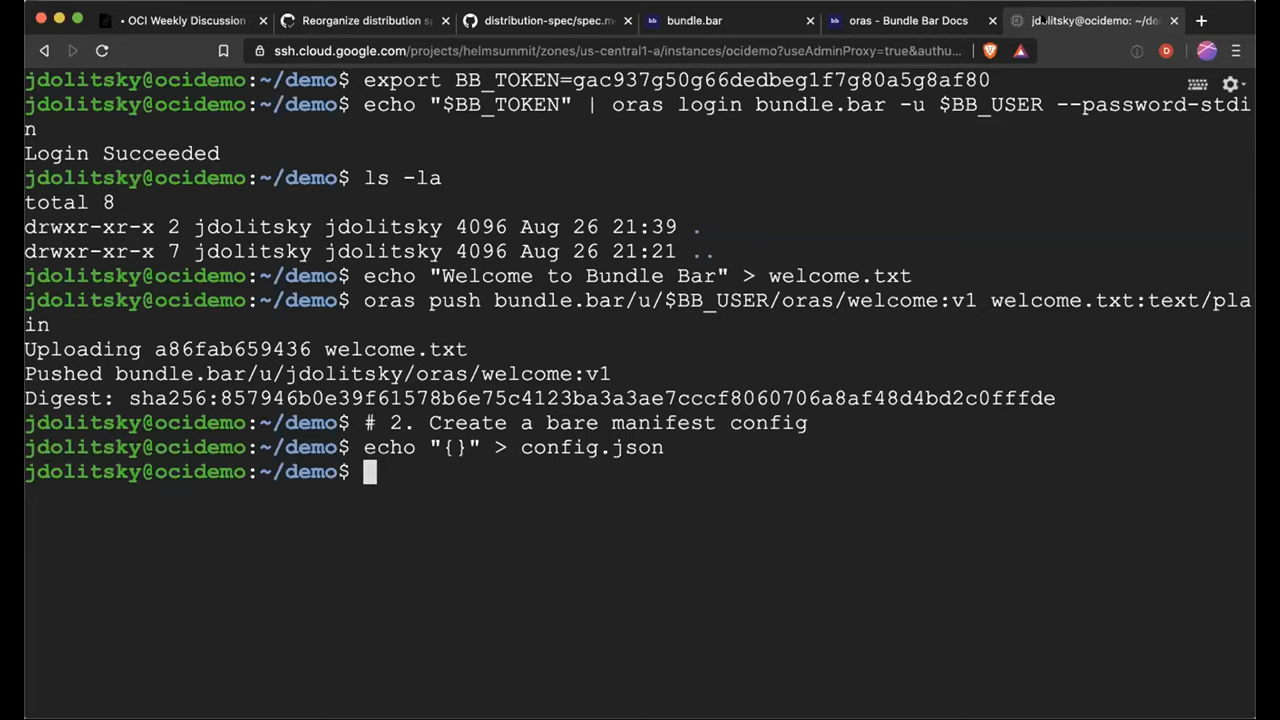 • OCI Weekly Discussion
Reorganize distribution s
distribution-spec/spec.m
bundle.bar
oras - Bundle Bar Docs
jdolitsky@ocidemo: ~/de
ssh.cloud.google.com/projects/helmsummit/zones/us-central1-a/instances/ocidemo?useAdminProxy=true&authu…
jdolitsky@ocidemo:~/demo$ export BB_TOKEN=gac937g50g66dedbeg1f7g80a5g8af80
jdolitsky@ocidemo:~/demo$ echo "$BB_TOKEN" | oras login bundle.bar -u $BB_USER --password-stdi
n
Login Succeeded
jdolitsky@ocidemo:~/demo$ ls -la
total 8
drwxr-xr-x 2 jdolitsky jdolitsky 4096 Aug 26 21:39 .
drwxr-xr-x 7 jdolitsky jdolitsky 4096 Aug 26 21:21 ..
jdolitsky@ocidemo:~/demo$ echo "Welcome to Bundle Bar" > welcome.txt
jdolitsky@ocidemo:~/demo$ oras push bundle.bar/u/$BB_USER/oras/welcome:v1 welcome.txt:text/pla
in
Uploading a86fab659436 welcome.txt
Pushed bundle.bar/u/jdolitsky/oras/welcome:v1
Digest: sha256:857946b0e39f61578b6e75c4123ba3a3ae7cccf8060706a8af48d4bd2c0fffde
jdolitsky@ocidemo:~/demo$ # 2. Create a bare manifest config
jdolitsky@ocidemo:~/demo$ echo "{}" > config.json
jdolitsky@ocidemo:~/demo$